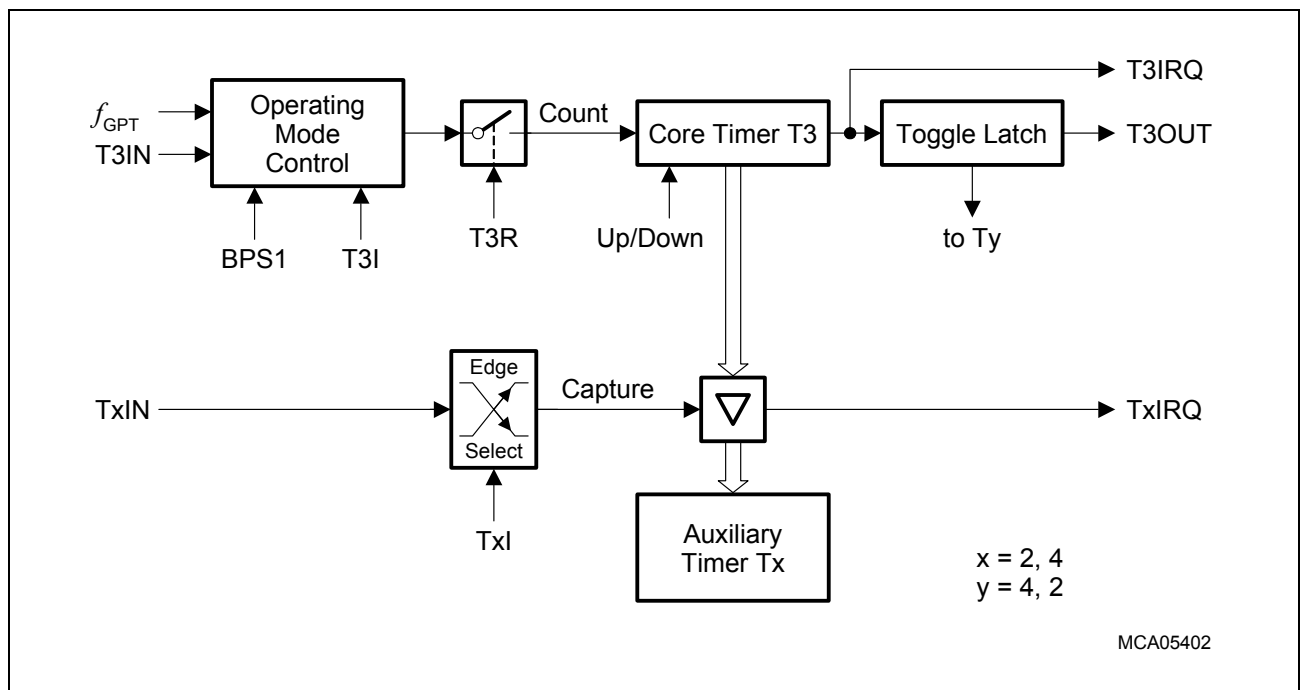 T3IRQ
f GPT
T3IN
Operating
Mode
Control
Count
Core Timer T3
Toggle Latch
T3OUT
BPS1
T3I
T3R
Up/Down
to Ty
TxIN
Edge
Select
Capture
TxIRQ
TxI
Auxiliary
Timer Tx
x = 2, 4
y = 4, 2
MCA05402